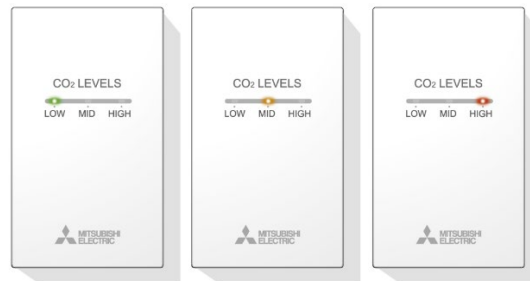 CO₂ LEVELS
LOW MID HIGH
MITSUBISHI
ELECTRIC
CO₂ LEVELS
LOW MID HIGH
MITSUBISHI
ELECTRIC
CO₂ LEVELS
LOW MID HIGH
MITSUBISHI
ELECTRIC